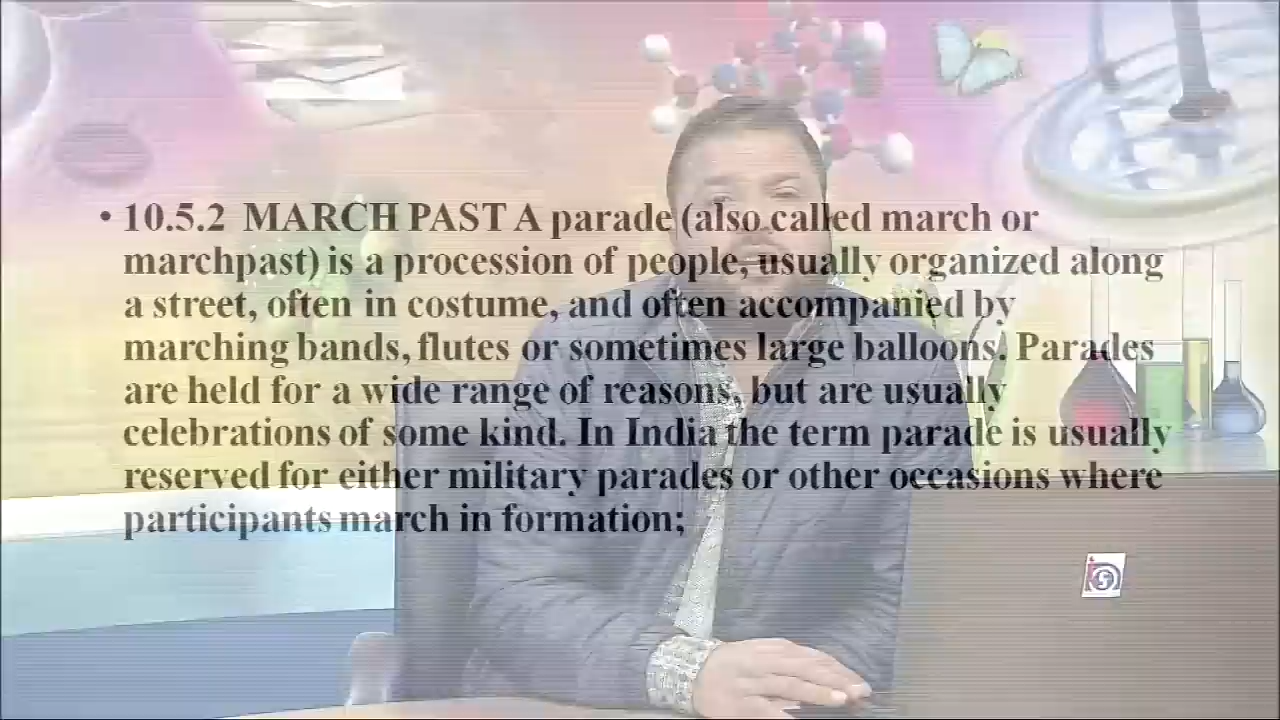 • 10.5.2 MARCH PAST A parade (also called march or
marchpast) is a procession of people, usually organized along
a street, often in costume, and often accompanied by
marching bands, flutes or sometimes large balloons. Parades
are held for a wide range of reasons, but are usually
celebrations of some kind. In India the term parade is usually
reserved for either military parades or other occasions where
participants march in formation;